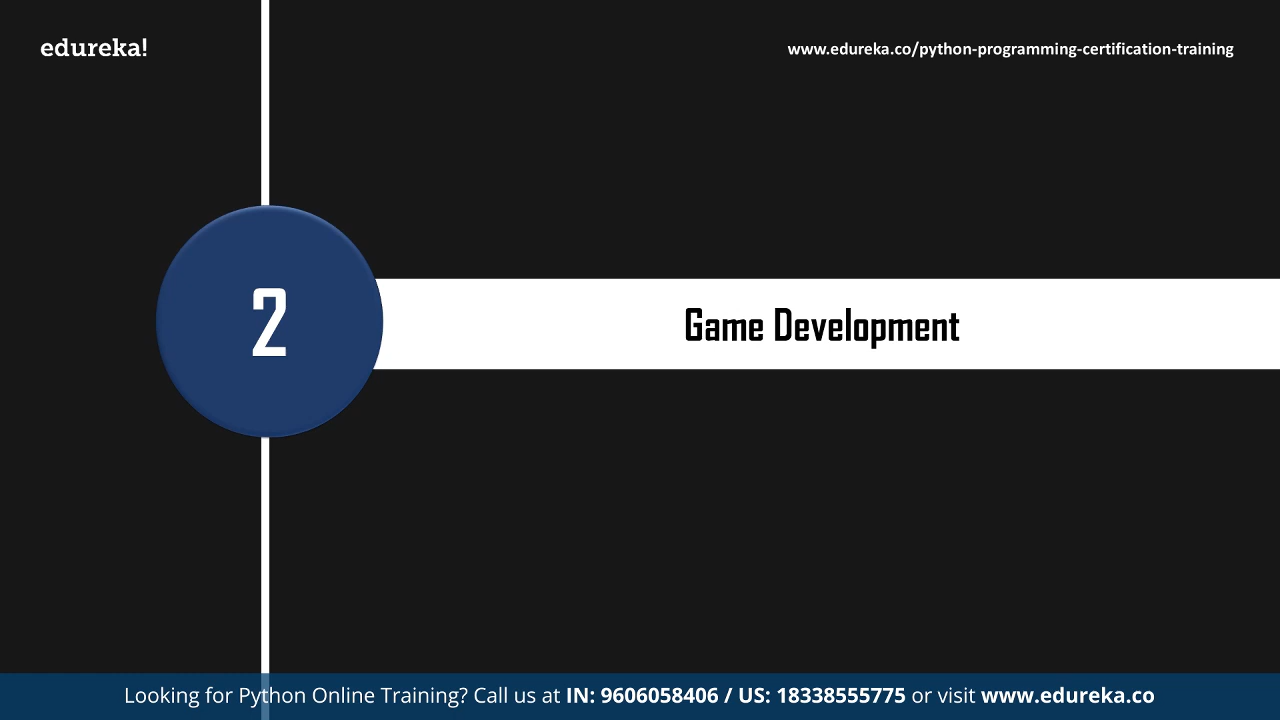 edureka!
www.edureka.co/python-programming-certification-training
2
Game Development
Looking for Python Online Training? Call us at IN: 9606058406 / US: 18338555775 or visit www.edureka.co